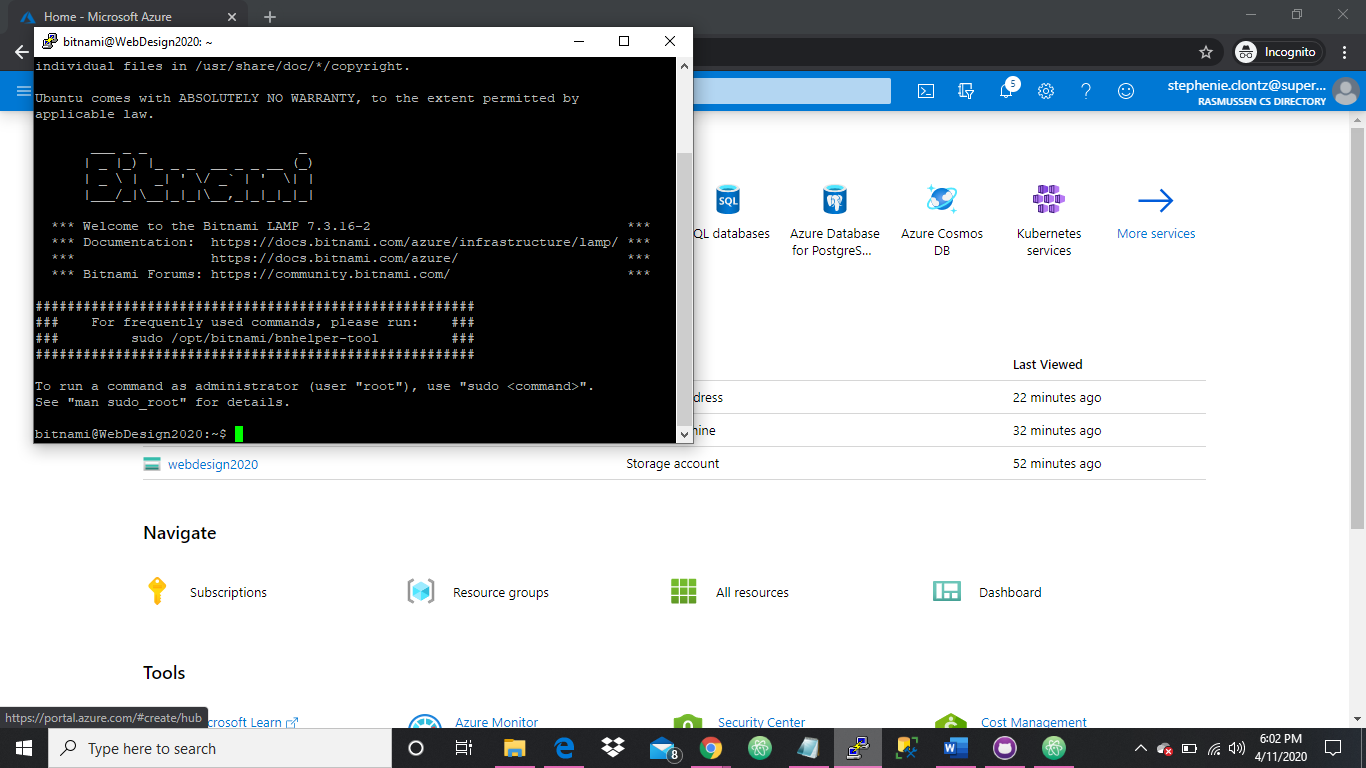 Home - Microsoft Azure
bitnami@WebDesign2020: ~
Incognito
individual files in /usr/share/doc/*/copyright.
Ubuntu comes with ABSOLUTELY NO WARRANTY, to the extent permitted by
applicable law.
Bitnami
*** Welcome to the Bitnami LAMP 7.3.16-2 ***
*** Documentation: https://docs.bitnami.com/azure/infrastructure/lamp/ ***
*** https://docs.bitnami.com/azure/ ***
*** Bitnami Forums: https://community.bitnami.com/ ***
#######################################################
### For frequently used commands, please run: ###
### sudo /opt/bitnami/bnhelper-tool ###
#######################################################
To run a command as administrator (user "root"), use "sudo <command>".
See "man sudo_root" for details.
bitnami@WebDesign2020:~$
5
stephenie.clontz@super...
RASMUSSEN CS DIRECTORY
SQL
QL databases
Azure Database
for PostgreS...
Azure Cosmos
DB
Kubernetes
services
More services
Last Viewed
dress
22 minutes ago
nine
32 minutes ago
webdesign2020
Storage account
52 minutes ago
Navigate
Subscriptions
Resource groups
All resources
Dashboard
Tools
https://portal.azure.com/#create/hub
crosoft Learn
Azure Monitor
Security Center
Cost Management
Type here to search
8
6:02 PM
4/11/2020